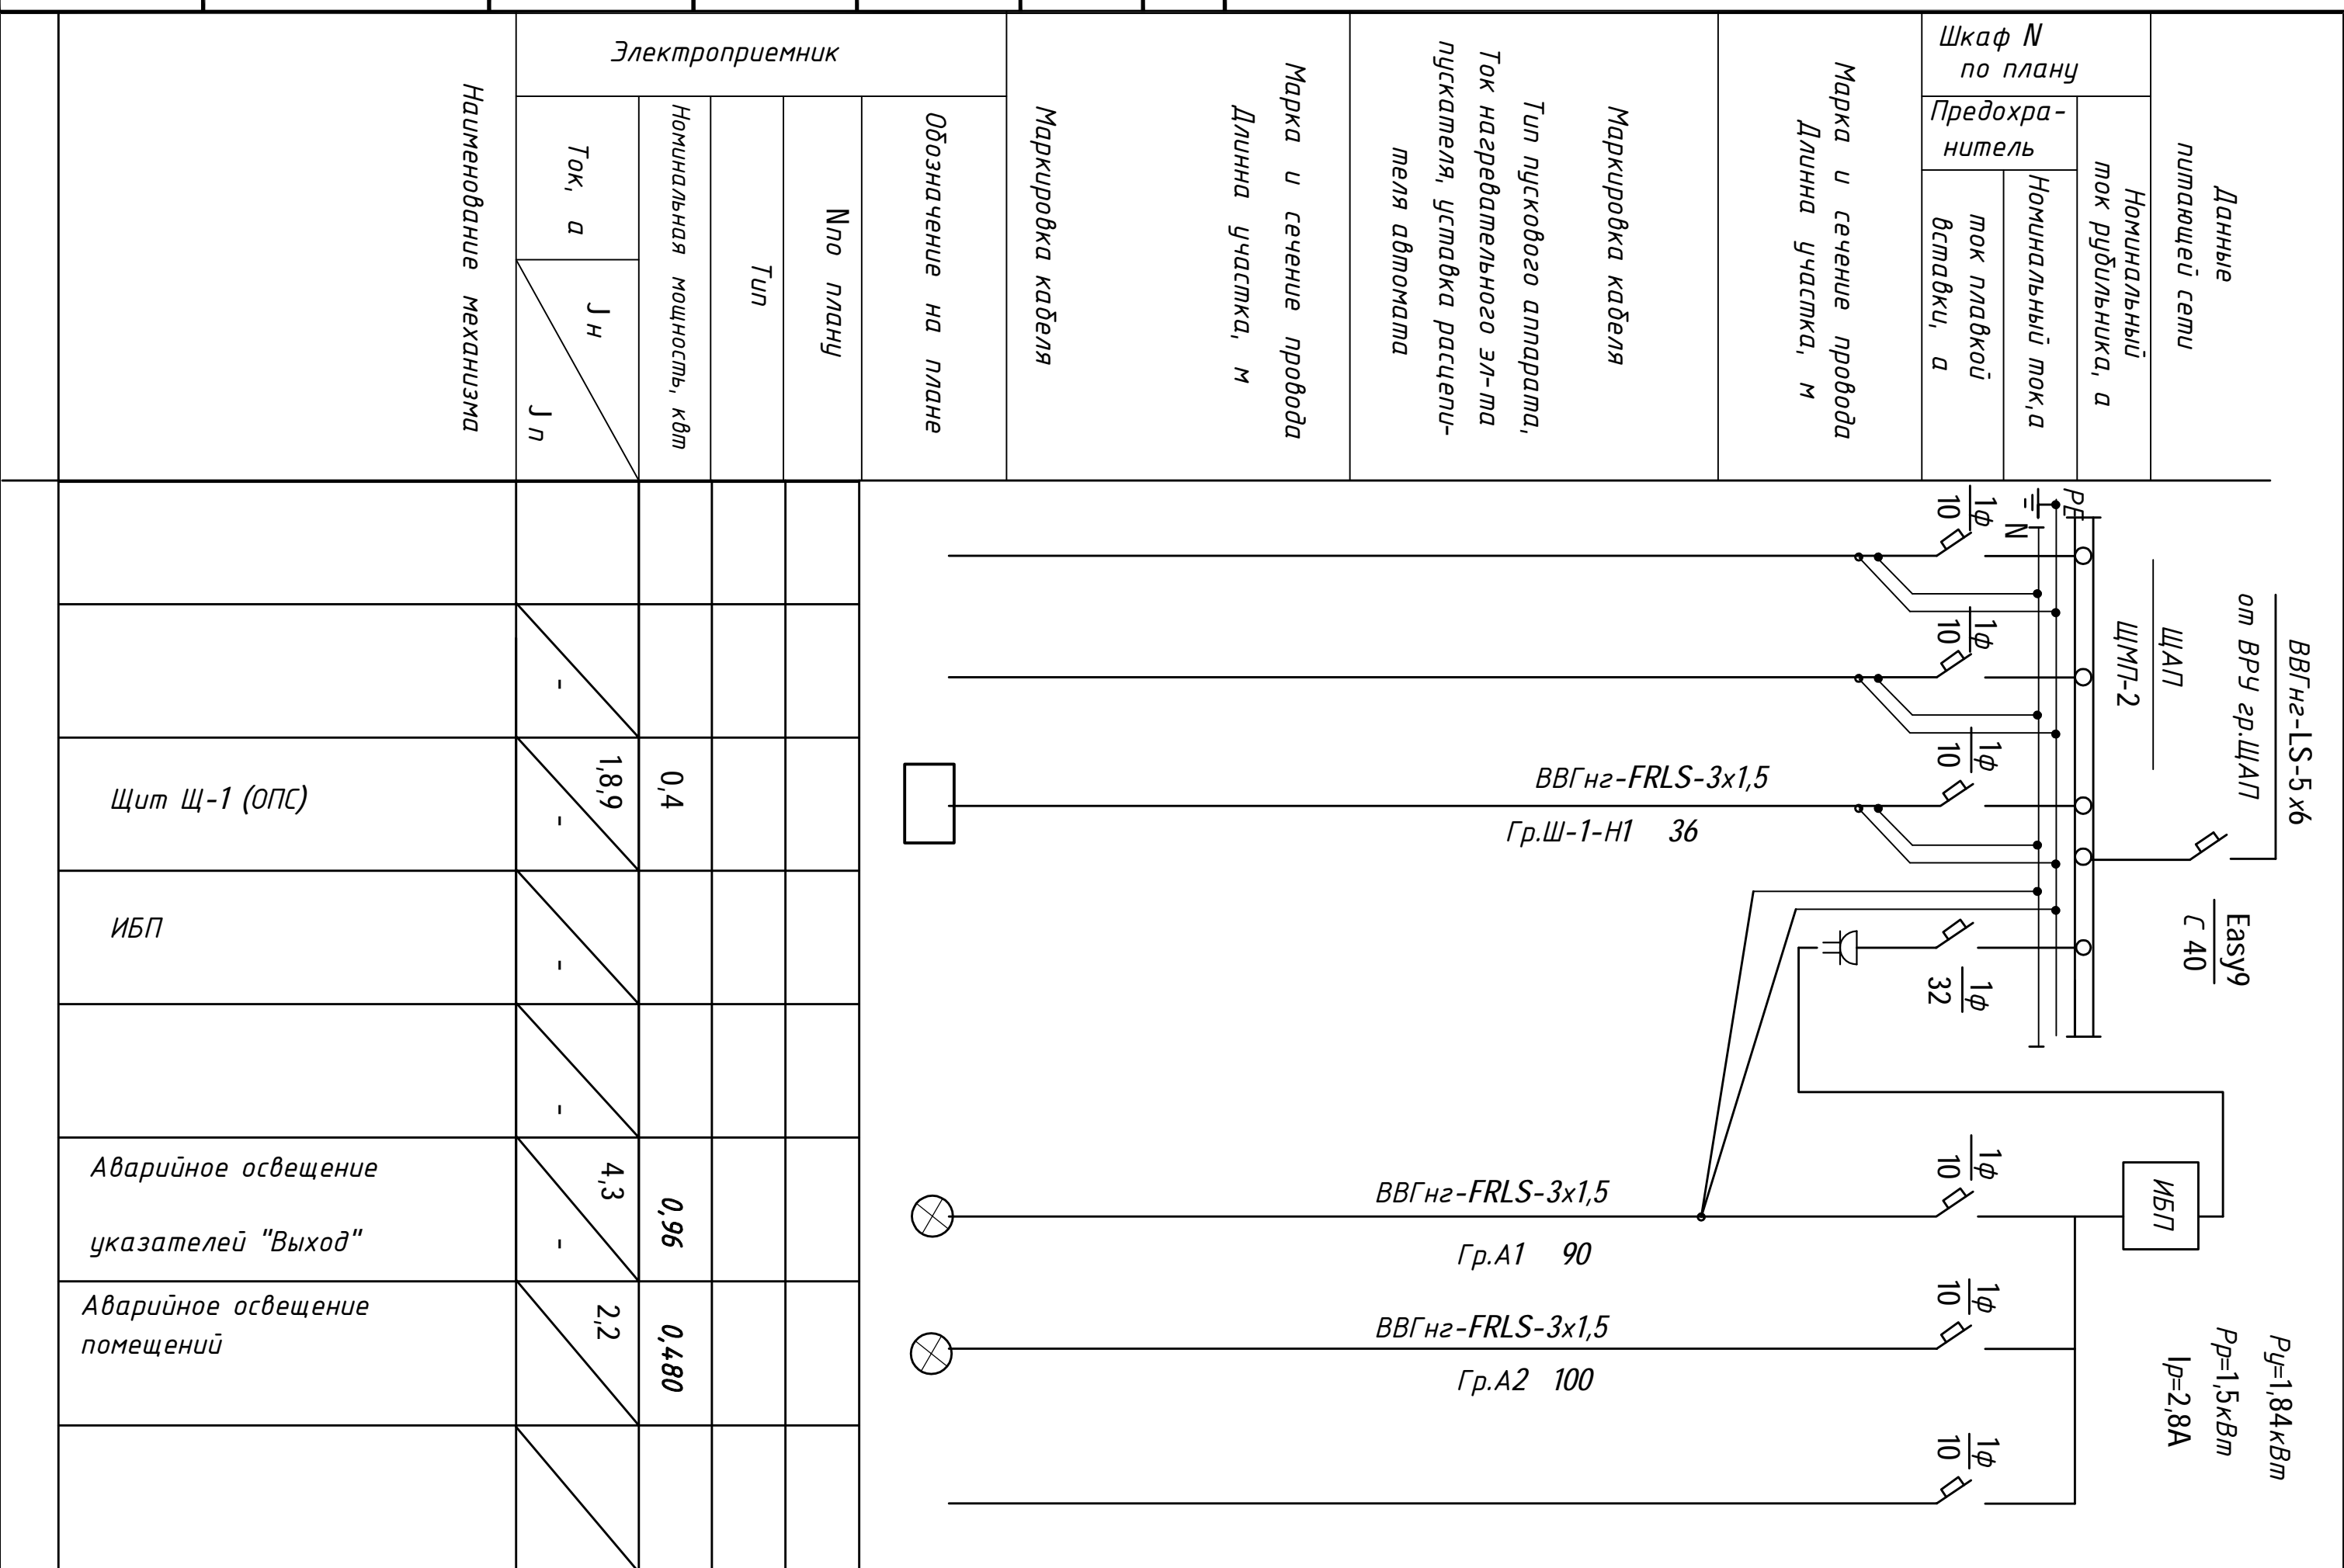 Электроприемник
Наименование механизма
Ток, а
Jн
Jп
Номинальная мощность, квт
Тип
Nпо плану
Обозначение на плане
Маркировка кабеля
Марка и сечение провода
Длинна участка, м
Тип пускового аппарата,
Ток нагревательного эл-та
пускателя, уставка расцепи-
теля автомата
Маркировка кабеля
Марка и сечение провода
Длинна участка, м
Шкаф N
по плану
Предохра-
нитель
ток плавкой
вставки, а
Номинальный ток,а
Номинальный
ток рубильника, а
Данные
питающей сети
PE
N
1ф
10
1ф
10
-
ВВГнг-LS-5х6
от ВРУ гр.ЩАП
ЩАП
ЩМП-2
Easy9
С 40
1ф
10
ВВГнг-FRLS-3х1,5
Гр.Ш-1-Н1 36
0,4
1,8,9
-
Щит Щ-1 (ОПС)
1ф
32
-
ИБП
-
ИБП
1ф
10
ВВГнг-FRLS-3х1,5
Гр.А1 90
0,96
4,3
-
Аварийное освещение
указателей "Выход"
1ф
10
ВВГнг-FRLS-3х1,5
Гр.А2 100
0,480
2,2
Аварийное освещение
помещений
Ру=1,84кВт
Рр=1,5кВт
Iр=2,8А
1ф
10